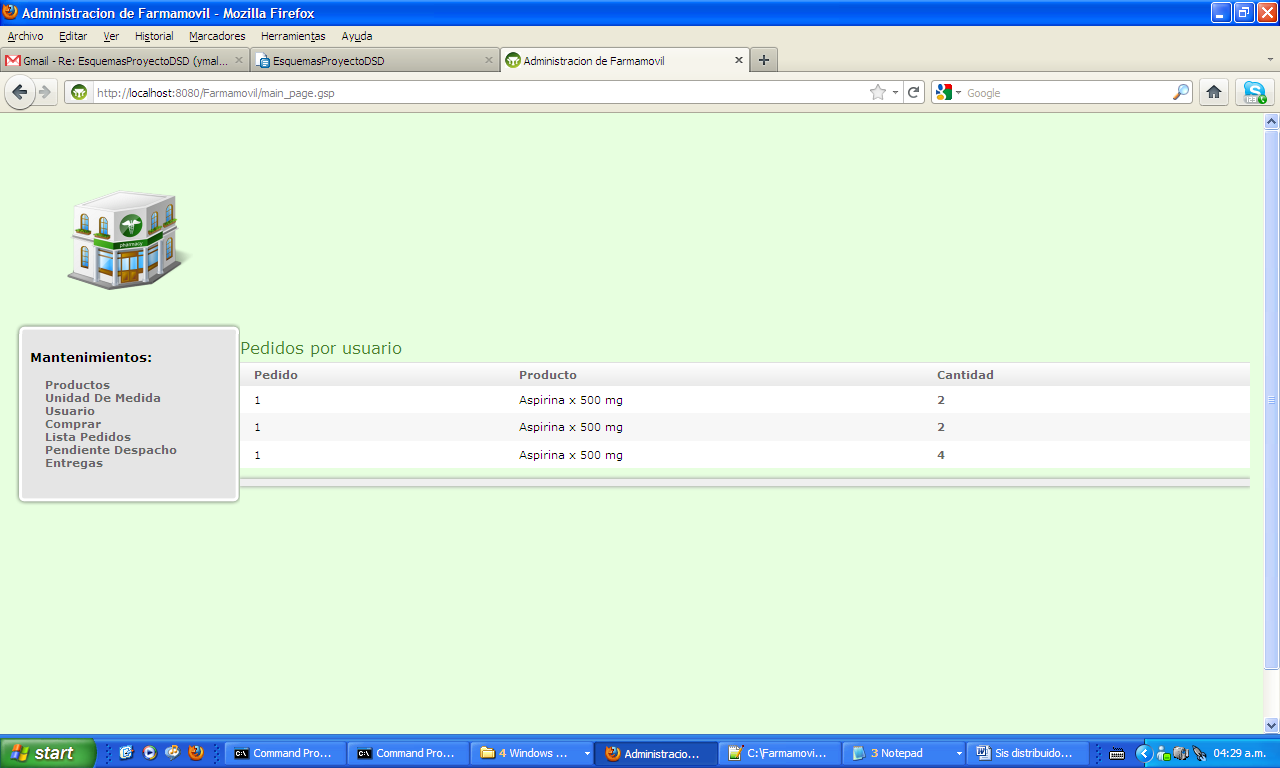 Administracion de Farmamovil - Mozilla Firefox
Archivo Editar Ver Historial Marcadores Herramientas Ayuda
Gmail - Re: EsquemasProyectoDSD (ymal... EsquemasProyectoDSD Administracion de Farmamovil
http://localhost:8080/Farmamovil/main_page.gsp Google
pharmacy
Mantenimientos:
Productos
Unidad De Medida
Usuario
Comprar
Lista Pedidos
Pendiente Despacho
Entregas
Pedidos por usuario
Pedido Producto Cantidad
1 Aspirina x 500 mg 2
1 Aspirina x 500 mg 2
1 Aspirina x 500 mg 4
start Command Pro... Command Pro... 4 Windows ... Administracio... C:\Farmamovi... 3 Notepad Sis distribuido... 04:29 a.m.